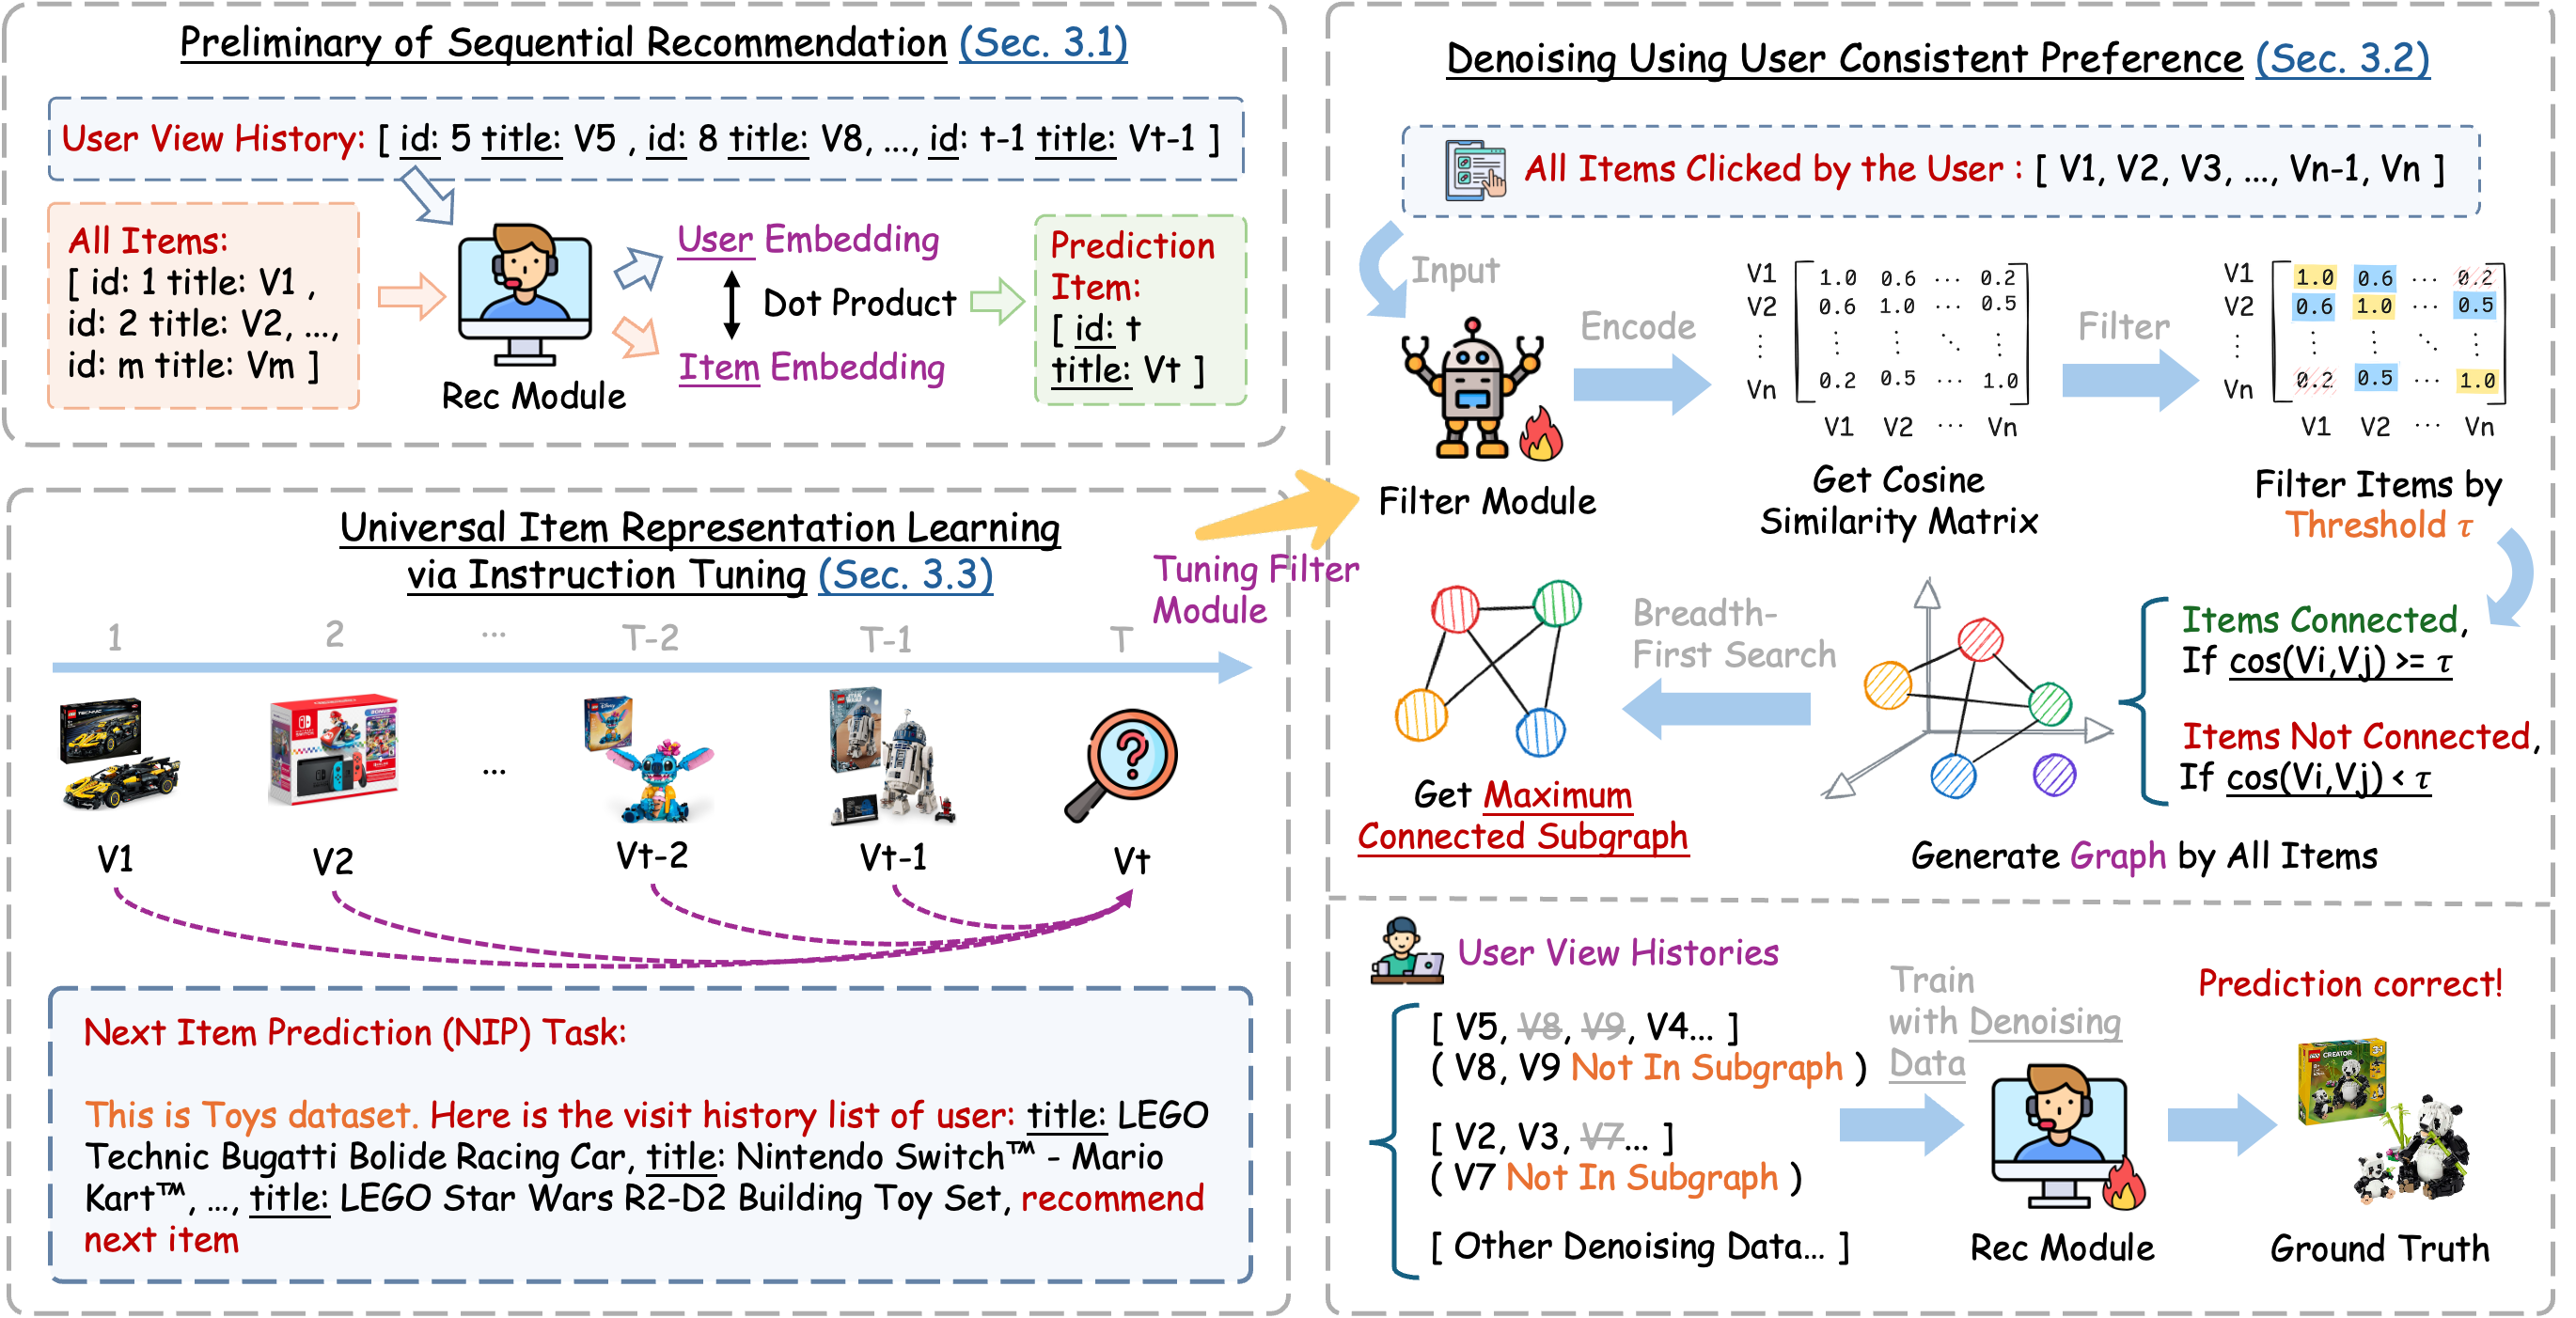 Preliminary of Sequential Recommendation (Sec. 3.1)
User View History: [ id: 5 title: V5 , id: 8 title: V8, ..., id: t-1 title: Vt-1 ]
All Items:
[ id: 1 title: V1 ,
id: 2 title: V2, ...,
id: m title: Vm ]
Rec Module
User Embedding
Dot Product
Item Embedding
Prediction
Item:
[ id: t
title: Vt ]
Universal Item Representation Learning
via Instruction Tuning (Sec. 3.3)
Tuning Filter
Module
1 2 ... T-2 T-1 T
...
V1 V2 Vt-2 Vt-1 Vt
Next Item Prediction (NIP) Task:
This is Toys dataset. Here is the visit history list of user: title: LEGO
Technic Bugatti Bolide Racing Car, title: Nintendo Switch™ - Mario
Kart™, ..., title: LEGO Star Wars R2-D2 Building Toy Set, recommend
next item
Denoising Using User Consistent Preference (Sec. 3.2)
All Items Clicked by the User : [ V1, V2, V3, ..., Vn-1, Vn ]
Input
Filter Module
Encode
V1 1.0 0.6 ... 0.2
V2 0.6 1.0 ... 0.5
⋮ ⋮ ⋮ ⋱ ⋮
Vn 0.2 0.5 ... 1.0
V1 V2 ... Vn
Get Cosine
Similarity Matrix
Filter
V1 1.0 0.6 ... 0.2
V2 0.6 1.0 ... 0.5
⋮ ⋮ ⋮ ⋱ ⋮
Vn 0.2 0.5 ... 1.0
V1 V2 ... Vn
Filter Items by
Threshold τ
Items Connected,
If cos(Vi,Vj) >= τ
Items Not Connected,
If cos(Vi,Vj) < τ
Generate Graph by All Items
Breadth-
First Search
Get Maximum
Connected Subgraph
User View Histories
[ V5, V8, V9, V4... ]
( V8, V9 Not In Subgraph )
[ V2, V3, V7... ]
( V7 Not In Subgraph )
[ Other Denoising Data... ]
Train
with Denoising
Data
Rec Module
Prediction correct!
CREATOR
Ground Truth